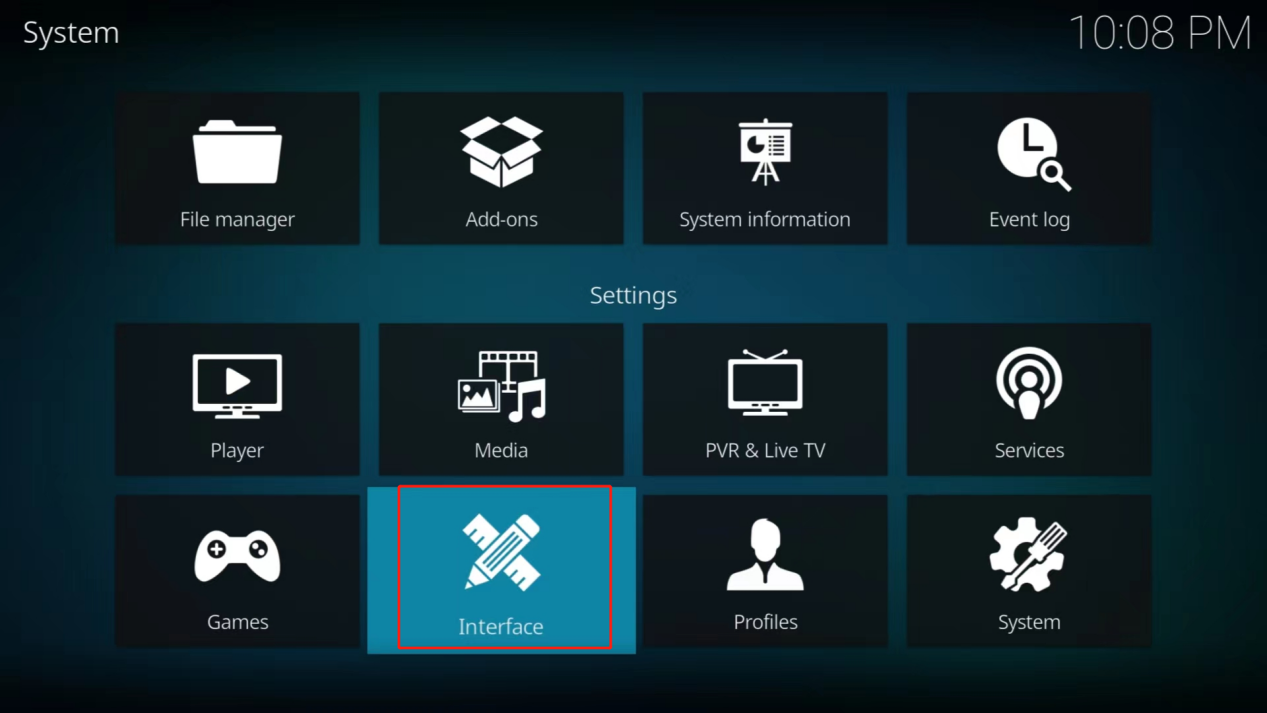 System
10:08 PM
File manager
Add-ons
System information
Event log
Settings
Player
Media
PVR & Live TV
Services
Games
Interface
Profiles
System